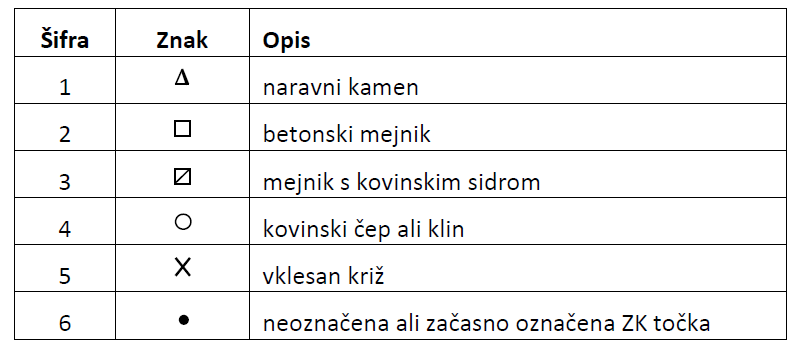 Šifra Znak Opis
1 Δ naravni kamen
2 □ betonski mejnik
3 ⍁ mejnik s kovinskim sidrom
4 ○ kovinski čep ali klin
5 X vklesan križ
6 • neoznačena ali začasno označena ZK točka